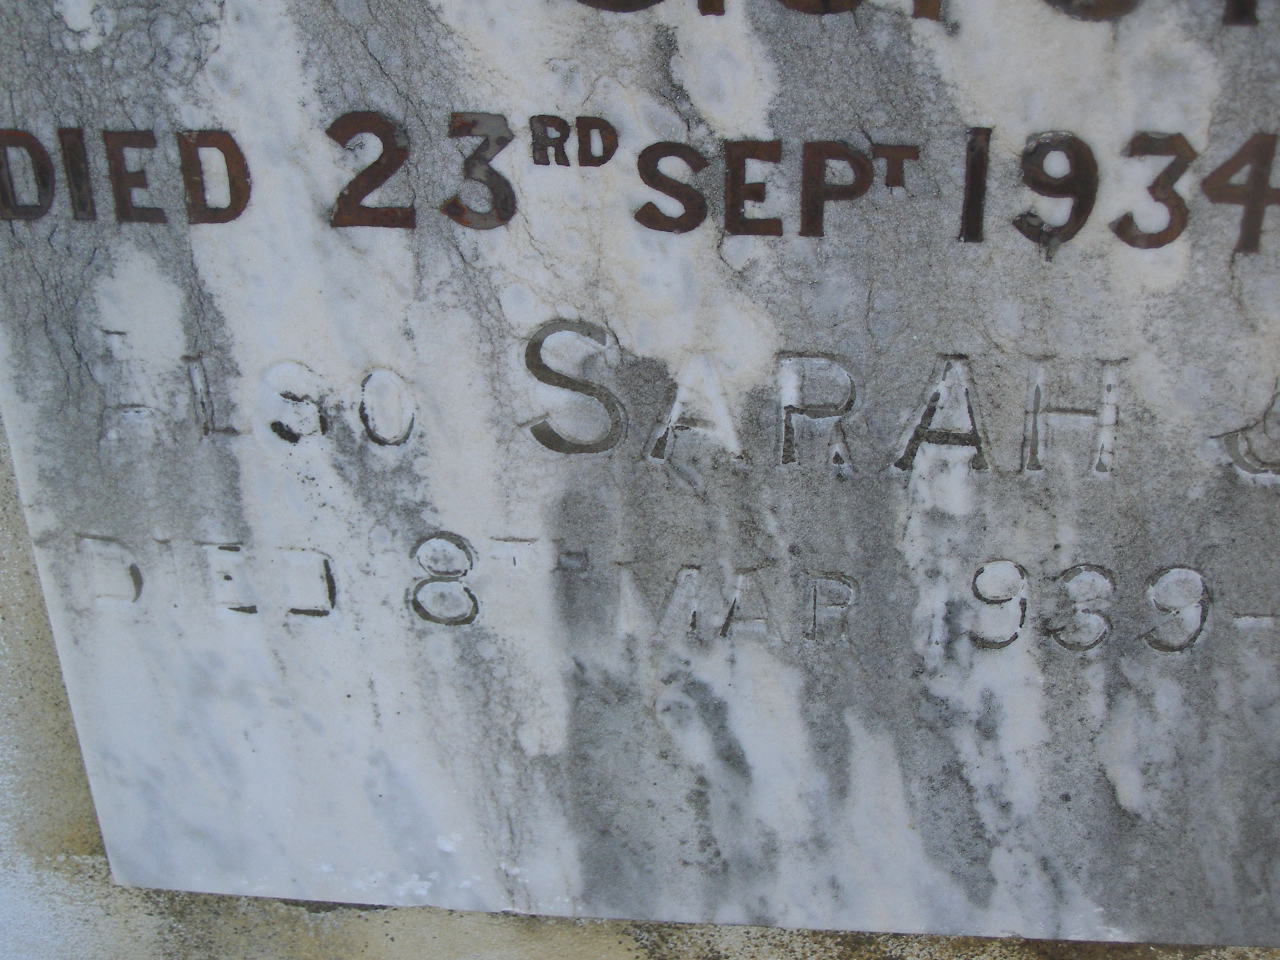 DIED 23RD SEPT 1934
ALSO SARAH
DIED 8TH MAR 1939